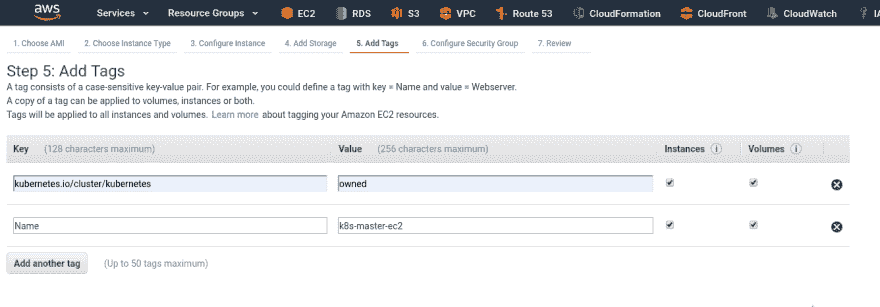 aws Services Resource Groups EC2 RDS S3 VPC Route 53 CloudFormation CloudFront CloudWatch
1. Choose AMI 2. Choose Instance Type 3. Configure Instance 4. Add Storage 5. Add Tags 6. Configure Security Group 7. Review
Step 5: Add Tags
A tag consists of a case-sensitive key-value pair. For example, you could define a tag with key = Name and value = Webserver.
A copy of a tag can be applied to volumes, instances or both.
Tags will be applied to all instances and volumes. Learn more about tagging your Amazon EC2 resources.
Key (128 characters maximum) Value (256 characters maximum) Instances i Volumes i
kubernetes.io/cluster/kubernetes owned
Name k8s-master-ec2
Add another tag (Up to 50 tags maximum)